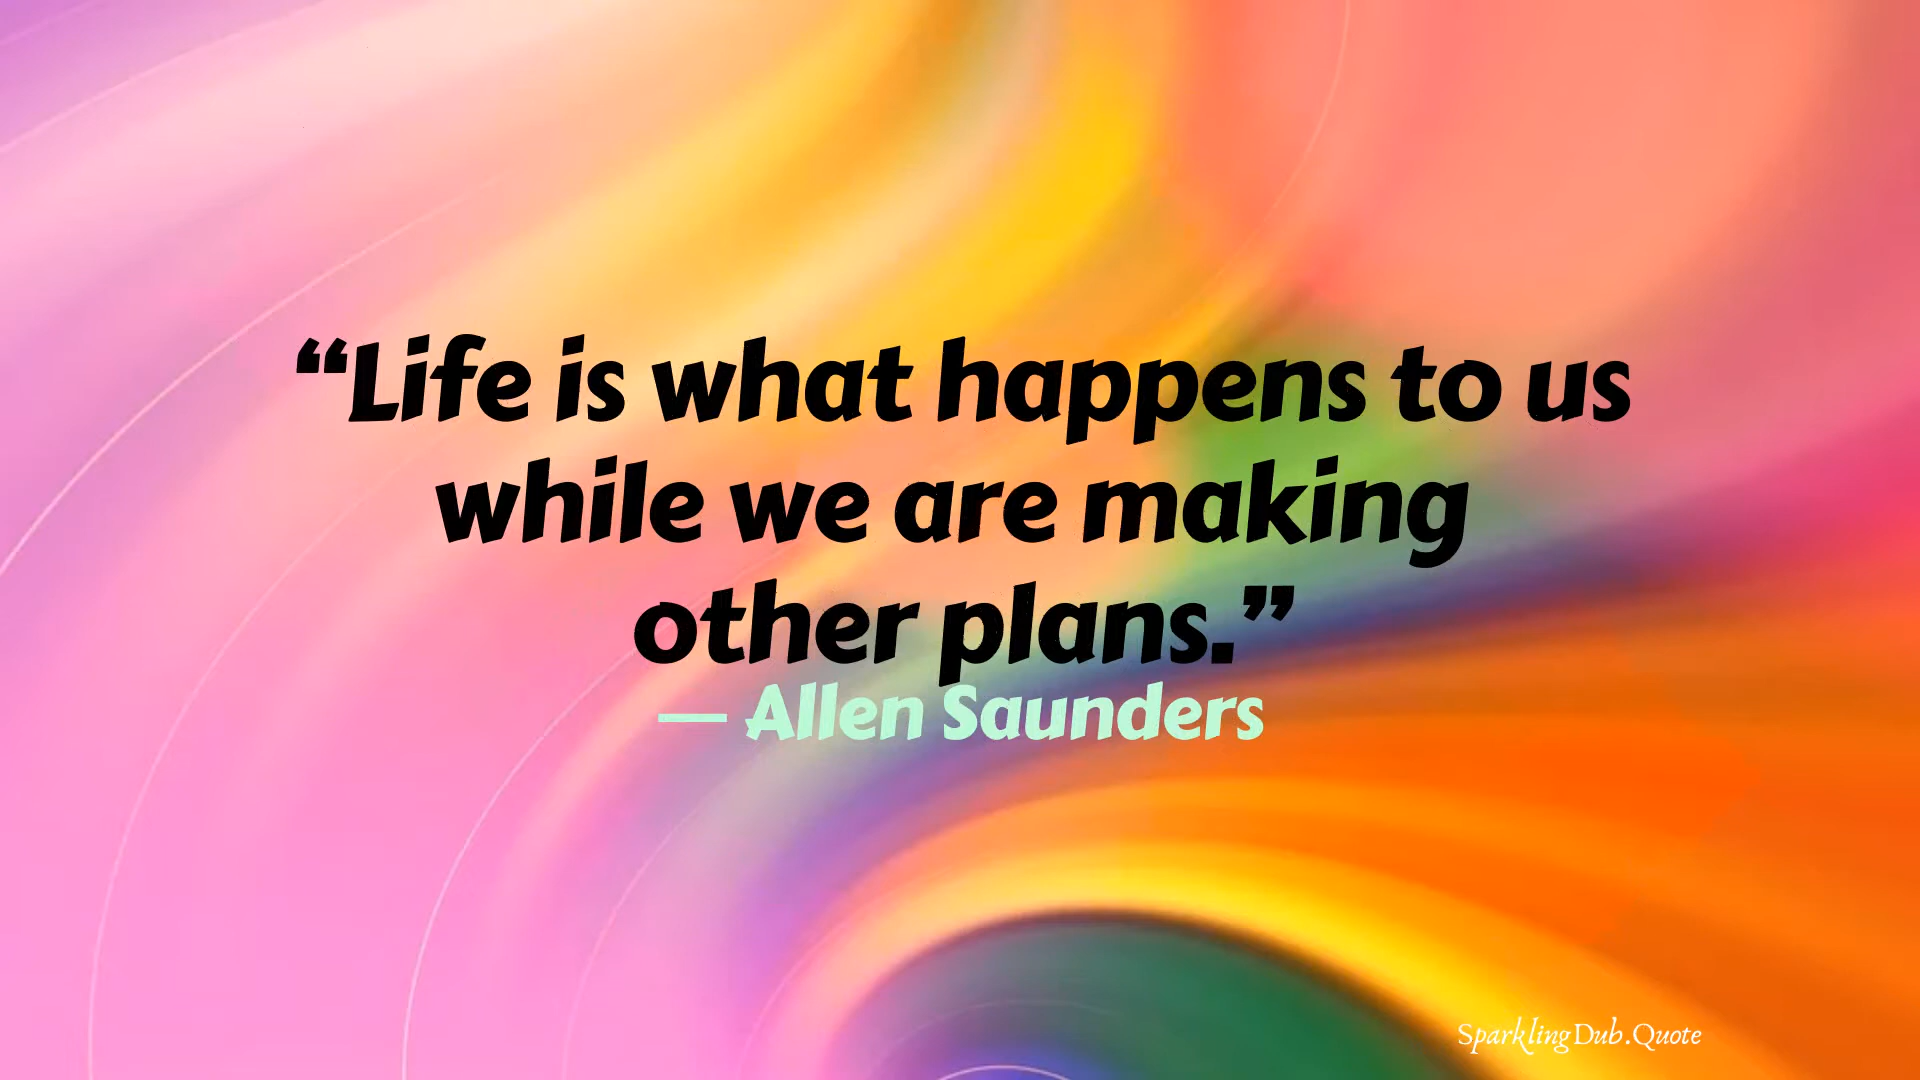 “Life is what happens to us
while we are making
other plans.”
— Allen Saunders
SparklingDub.Quote